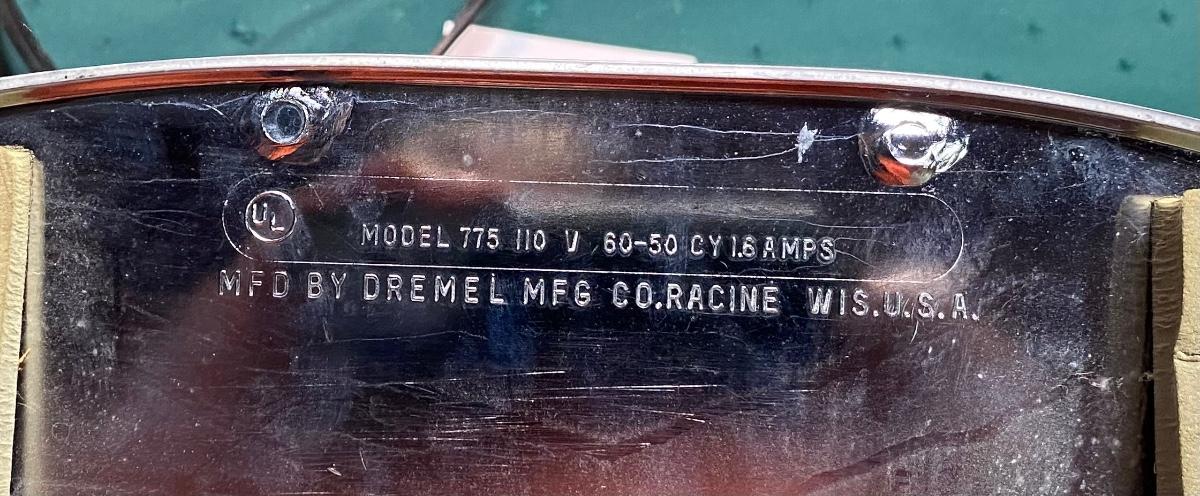 UL
MODEL 775 110 V 60-50 CY 1.6 AMPS
MFD BY DREMEL MFG CO. RACINE WIS. U.S.A.